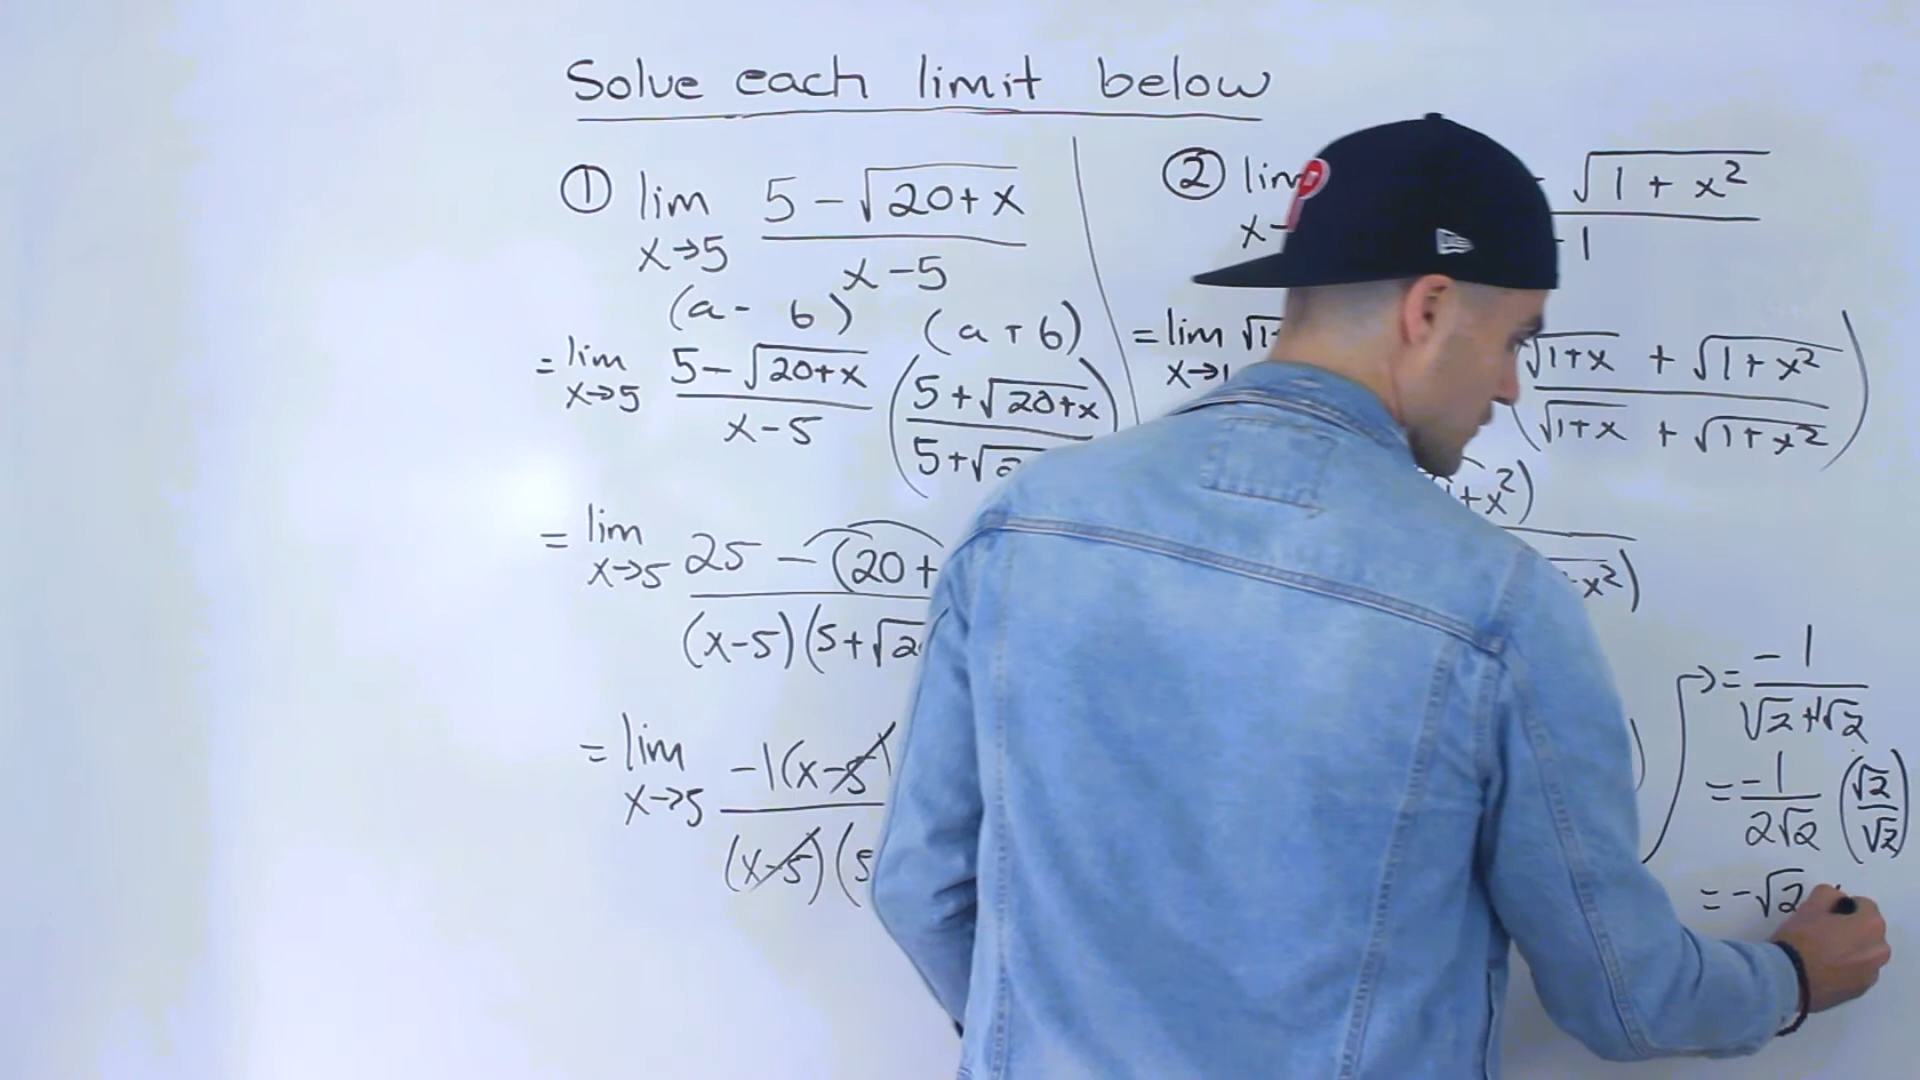 Solve each limit below
① lim 5 - √20+x
x→5 x - 5
(a - b) (a + b)
= lim 5 - √20+x (5 + √20+x
x→5 x - 5 5 + √2
= lim 25 - (20 +
x→5 (x-5)(5+√2
= lim -1(x-5)
x→5 (x-5)(5
② lim √1 + x²
x→ - 1
= lim √1+ √1+x + √1+x²)
x→1 √1+x + √1+x²
+x²)
x²)
→ = -1
√2+√2
= -1 (√2
2√2 √2)
= -√2